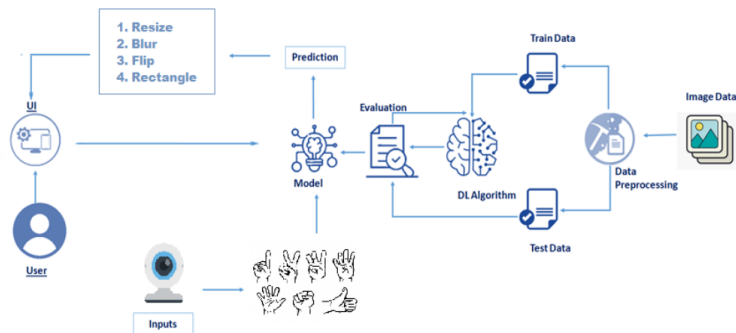 1. Resize
2. Blur
3. Flip
4. Rectangle
Prediction
Train Data
UI
Evaluation
Image Data
Model
DL Algorithm
Data
Preprocessing
User
Test Data
Inputs